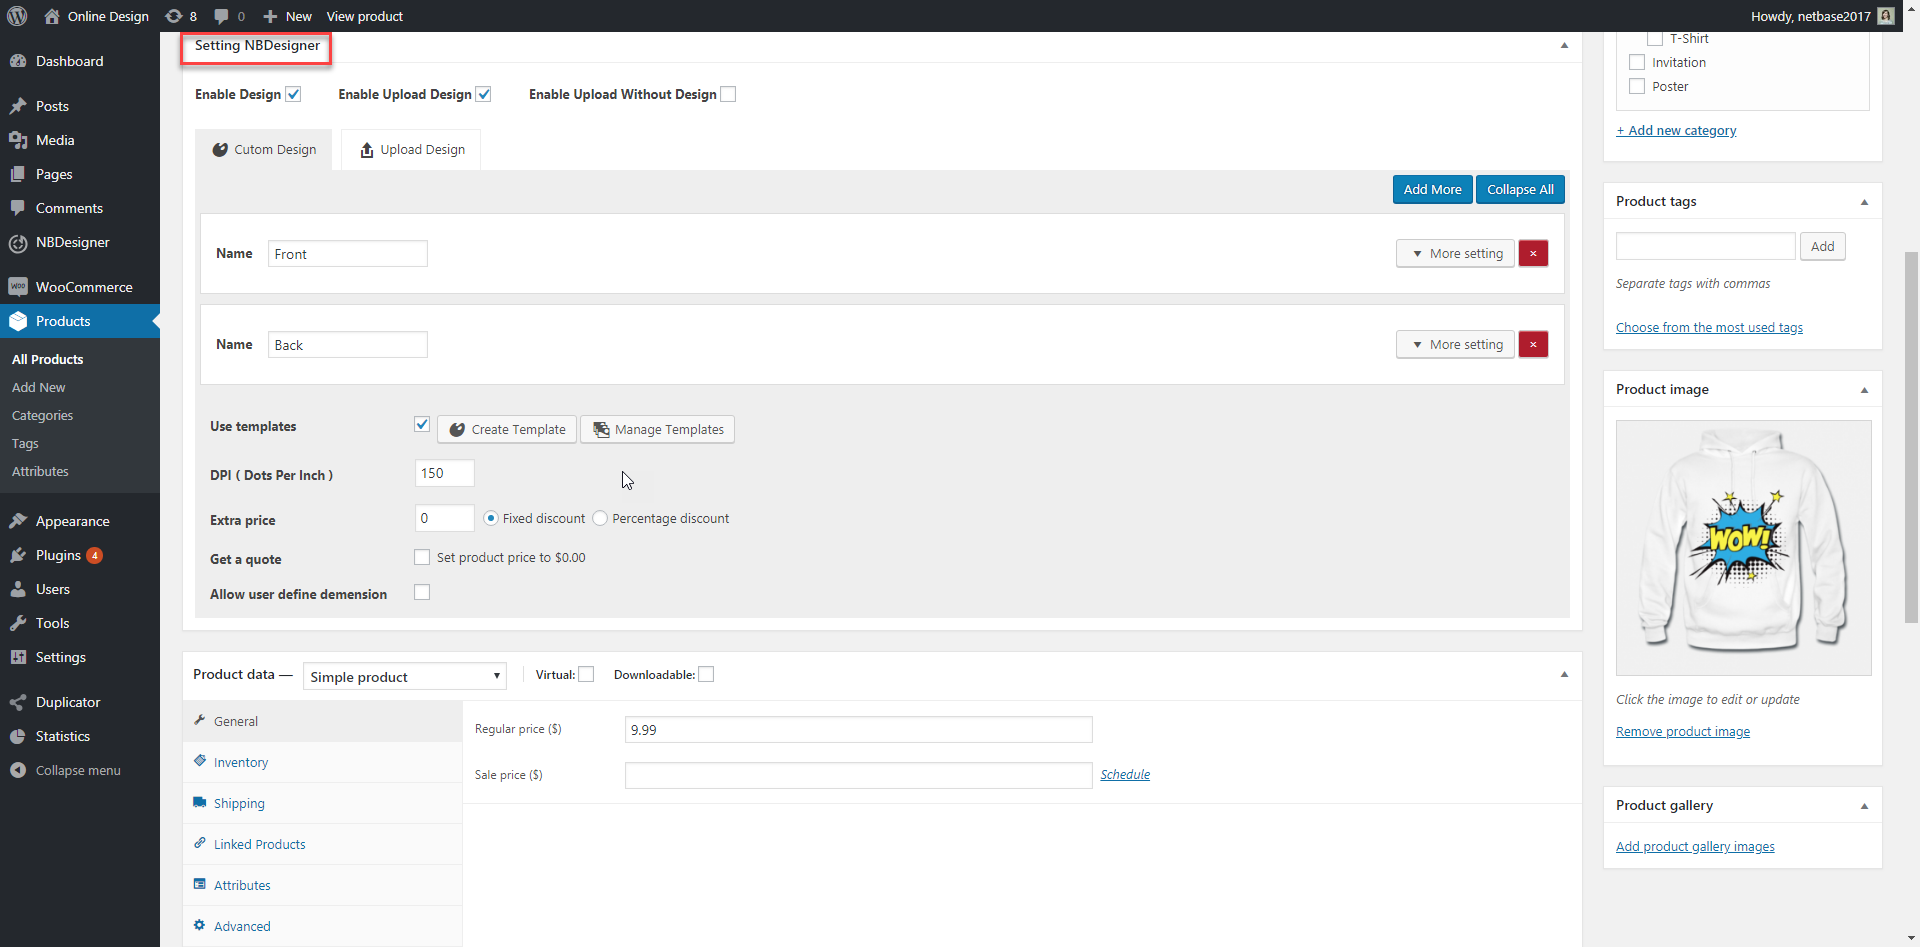 Online Design 8 0 New View product Howdy, netbase2017
Dashboard
Posts
Media
Pages
Comments
NBDesigner
WooCommerce
Products
All Products
Add New
Categories
Tags
Attributes
Appearance
Plugins 4
Users
Tools
Settings
Duplicator
Statistics
Collapse menu
Setting NBDesigner
Enable Design Enable Upload Design Enable Upload Without Design
Cutom Design Upload Design
Add More Collapse All
Name Front More setting ×
Name Back More setting ×
Use templates Create Template Manage Templates
DPI ( Dots Per Inch ) 150
Extra price 0 Fixed discount Percentage discount
Get a quote Set product price to $0.00
Allow user define demension
Product data — Simple product Virtual: Downloadable:
General
Inventory
Shipping
Linked Products
Attributes
Advanced
Regular price ($) 9.99
Sale price ($) Schedule
T-Shirt
Invitation
Poster
+ Add new category
Product tags
Add
Separate tags with commas
Choose from the most used tags
Product image
WOW!
Click the image to edit or update
Remove product image
Product gallery
Add product gallery images